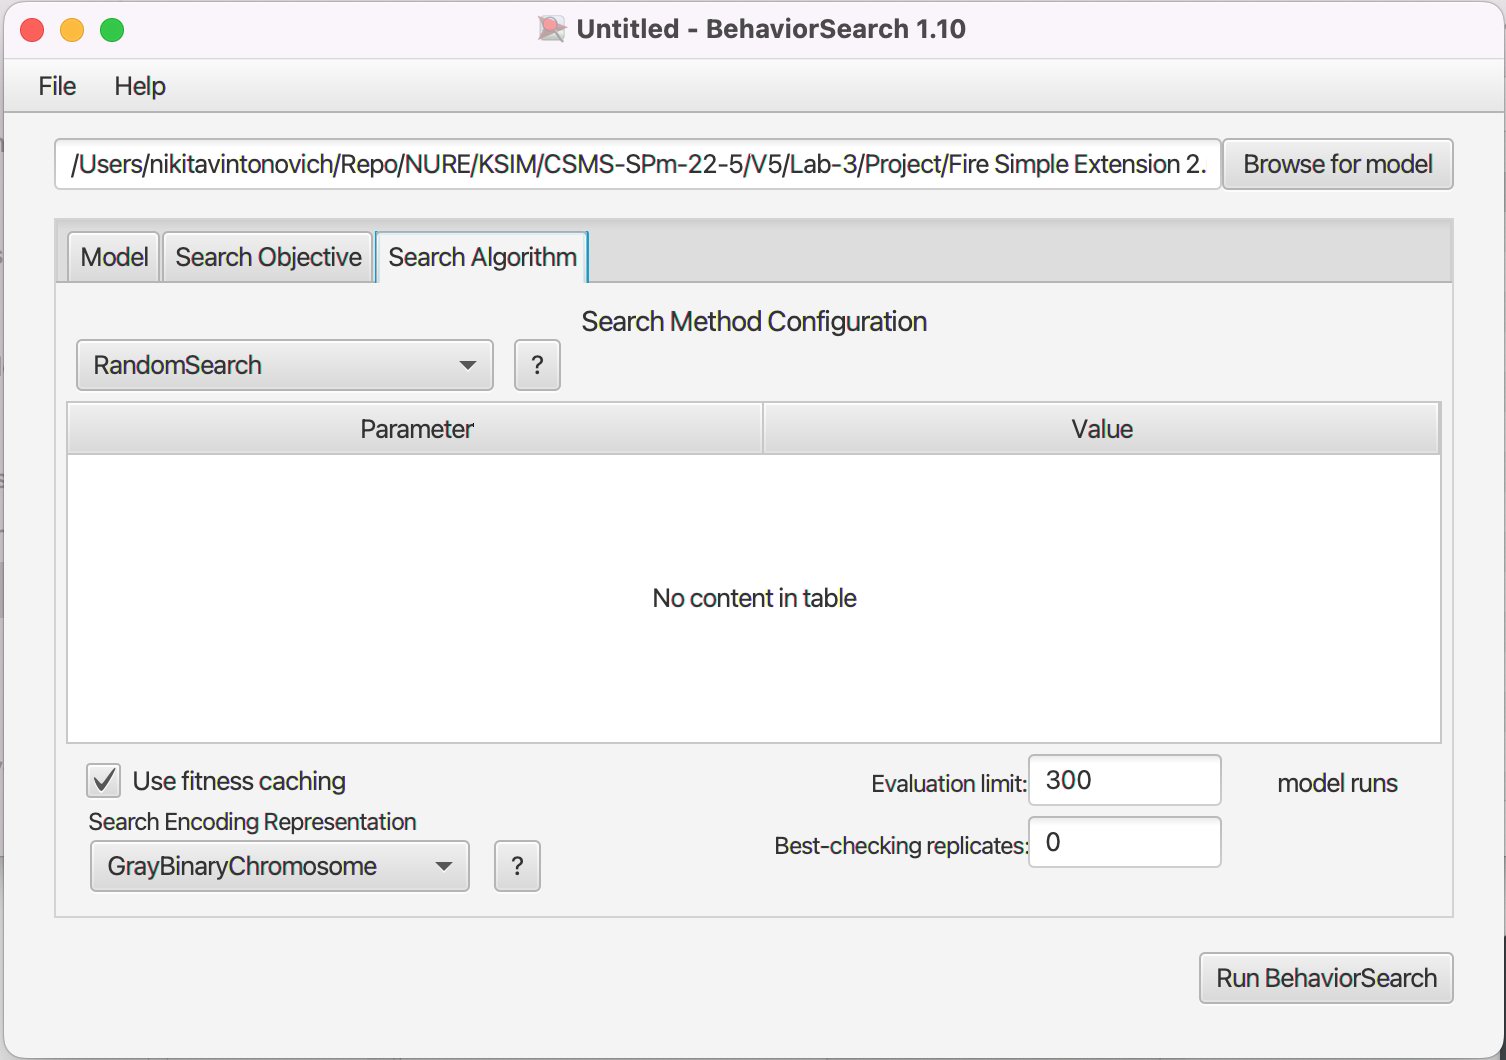 Untitled - BehaviorSearch 1.10
File Help
/Users/nikitavintonovich/Repo/NURE/KSIM/CSMS-SPm-22-5/V5/Lab-3/Project/Fire Simple Extension 2. Browse for model
Model Search Objective Search Algorithm
Search Method Configuration
RandomSearch ?
Parameter Value
No content in table
Use fitness caching Evaluation limit: 300 model runs
Search Encoding Representation
Best-checking replicates: 0
GrayBinaryChromosome ?
Run BehaviorSearch